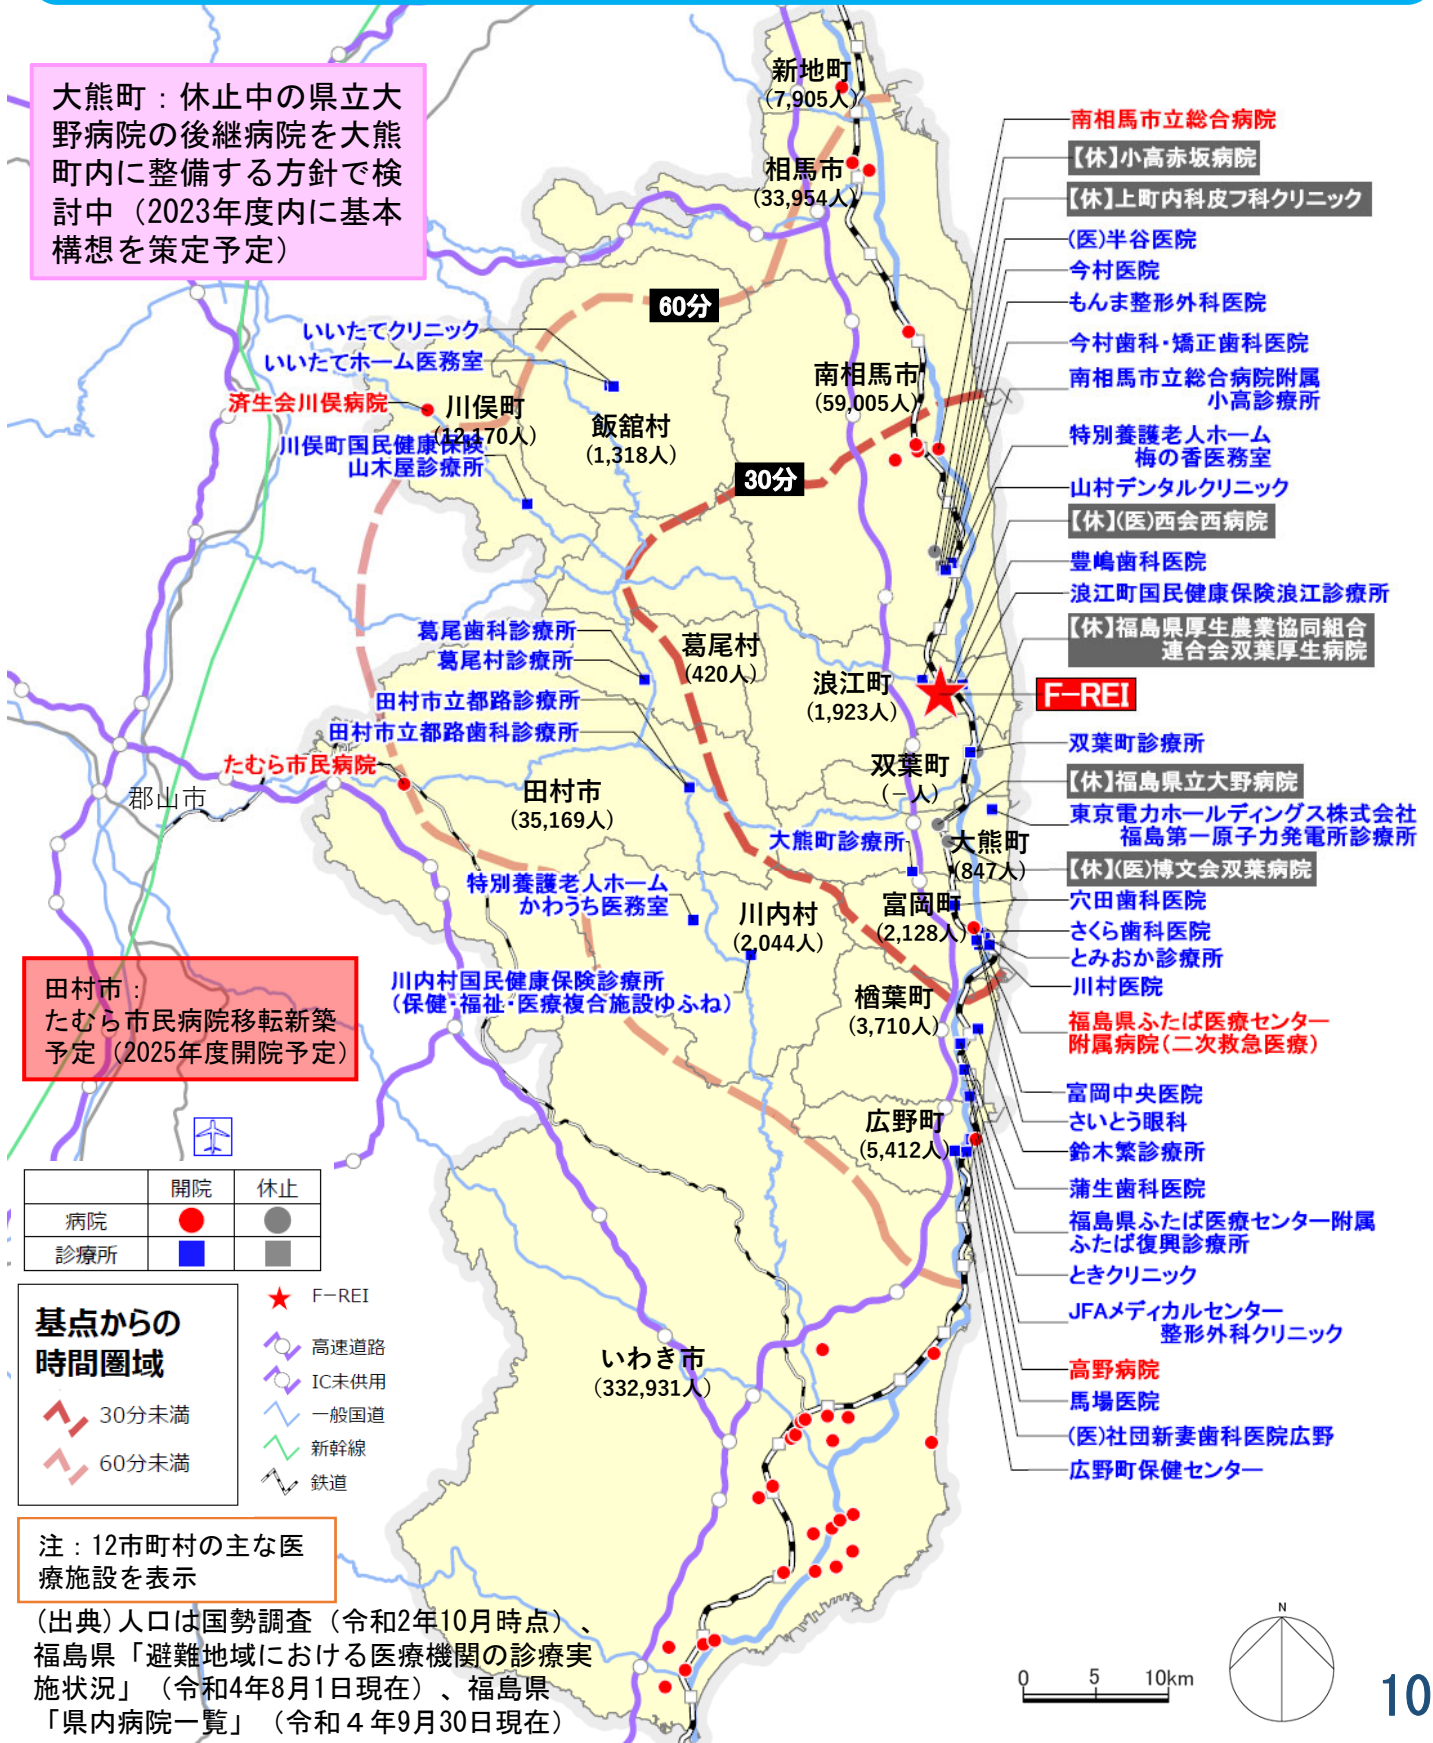 大熊町：休止中の県立大
野病院の後継病院を大熊
町内に整備する方針で検
討中（2023年度内に基本
構想を策定予定）
新地町
(7,905人)
相馬市
(33,954人)
60分
南相馬市
(59,005人)
30分
いいたてクリニック
いいたてホーム医務室
済生会川俣病院
川俣町
(12,170人)
川俣町国民健康保険
山木屋診療所
飯舘村
(1,318人)
葛尾歯科診療所
葛尾村診療所
田村市立都路診療所
田村市立都路歯科診療所
たむら市民病院
郡山市
葛尾村
(420人)
浪江町
(1,923人)
F-REI
双葉町
(－人)
田村市
(35,169人)
大熊町診療所
大熊町
(847人)
特別養護老人ホーム
かわうち医務室
川内村
(2,044人)
富岡町
(2,128人)
川内村国民健康保険診療所
(保健・福祉・医療複合施設ゆふね)
楢葉町
(3,710人)
広野町
(5,412人)
いわき市
(332,931人)
南相馬市立総合病院
【休】小高赤坂病院
【休】上町内科皮フ科クリニック
(医)半谷医院
今村医院
もんま整形外科医院
今村歯科・矯正歯科医院
南相馬市立総合病院附属
小高診療所
特別養護老人ホーム
梅の香医務室
山村デンタルクリニック
【休】(医)西会西病院
豊嶋歯科医院
浪江町国民健康保険浪江診療所
【休】福島県厚生農業協同組合
連合会双葉厚生病院
双葉町診療所
【休】福島県立大野病院
東京電力ホールディングス株式会社
福島第一原子力発電所診療所
【休】(医)博文会双葉病院
穴田歯科医院
さくら歯科医院
とみおか診療所
川村医院
福島県ふたば医療センター
附属病院(二次救急医療)
富岡中央医院
さいとう眼科
鈴木繁診療所
蒲生歯科医院
福島県ふたば医療センター附属
ふたば復興診療所
ときクリニック
JFAメディカルセンター
整形外科クリニック
高野病院
馬場医院
(医)社団新妻歯科医院広野
広野町保健センター
田村市：
たむら市民病院移転新築
予定（2025年度開院予定）
開院 休止
病院
診療所
基点からの
時間圏域
30分未満
60分未満
F-REI
高速道路
IC未供用
一般国道
新幹線
鉄道
注：12市町村の主な医
療施設を表示
(出典)人口は国勢調査（令和2年10月時点）、
福島県「避難地域における医療機関の診療実
施状況」（令和4年8月1日現在）、福島県
「県内病院一覧」（令和４年9月30日現在）
0 5 10km
N
10